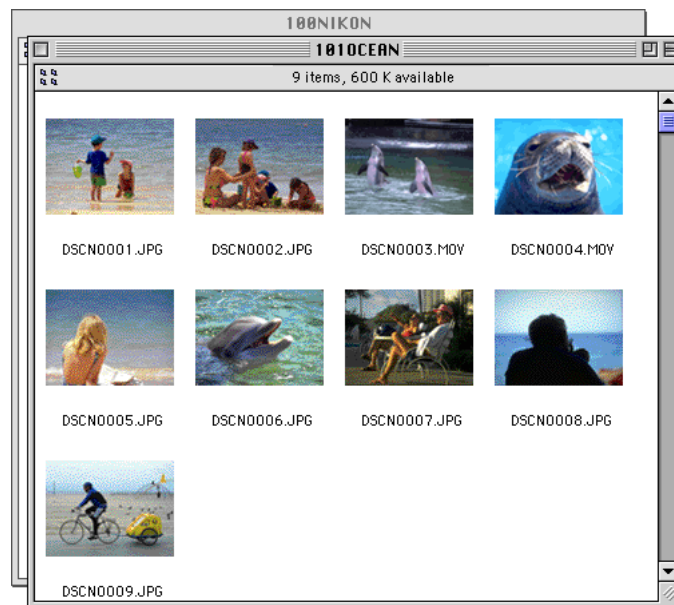 100NIKON
101OCEAN
9 items, 600 K available
DSCN0001.JPG DSCN0002.JPG DSCN0003.MOV DSCN0004.MOV
DSCN0005.JPG DSCN0006.JPG DSCN0007.JPG DSCN0008.JPG
DSCN0009.JPG